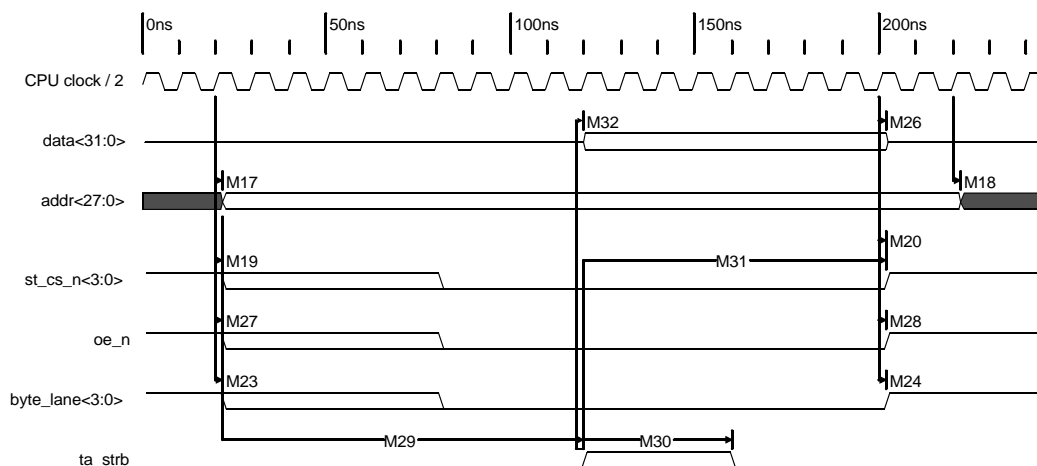 0ns 50ns 100ns 150ns 200ns
CPU clock / 2
M32 M26
data<31:0>
M17 M18
addr<27:0>
M20
M19 M31
st_cs_n<3:0>
M27 M28
oe_n
M23 M24
byte_lane<3:0>
M29 M30
ta_strb